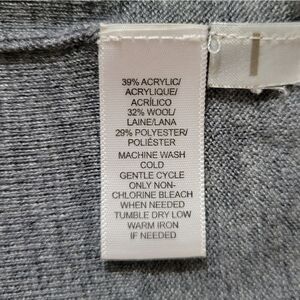 39% ACRYLIC/
ACRYLIQUE/
ACRÍLICO
32% WOOL/
LAINE/LANA
29% POLYESTER/
POLIÉSTER
MACHINE WASH
COLD
GENTLE CYCLE
ONLY NON-
CHLORINE BLEACH
WHEN NEEDED
TUMBLE DRY LOW
WARM IRON
IF NEEDED